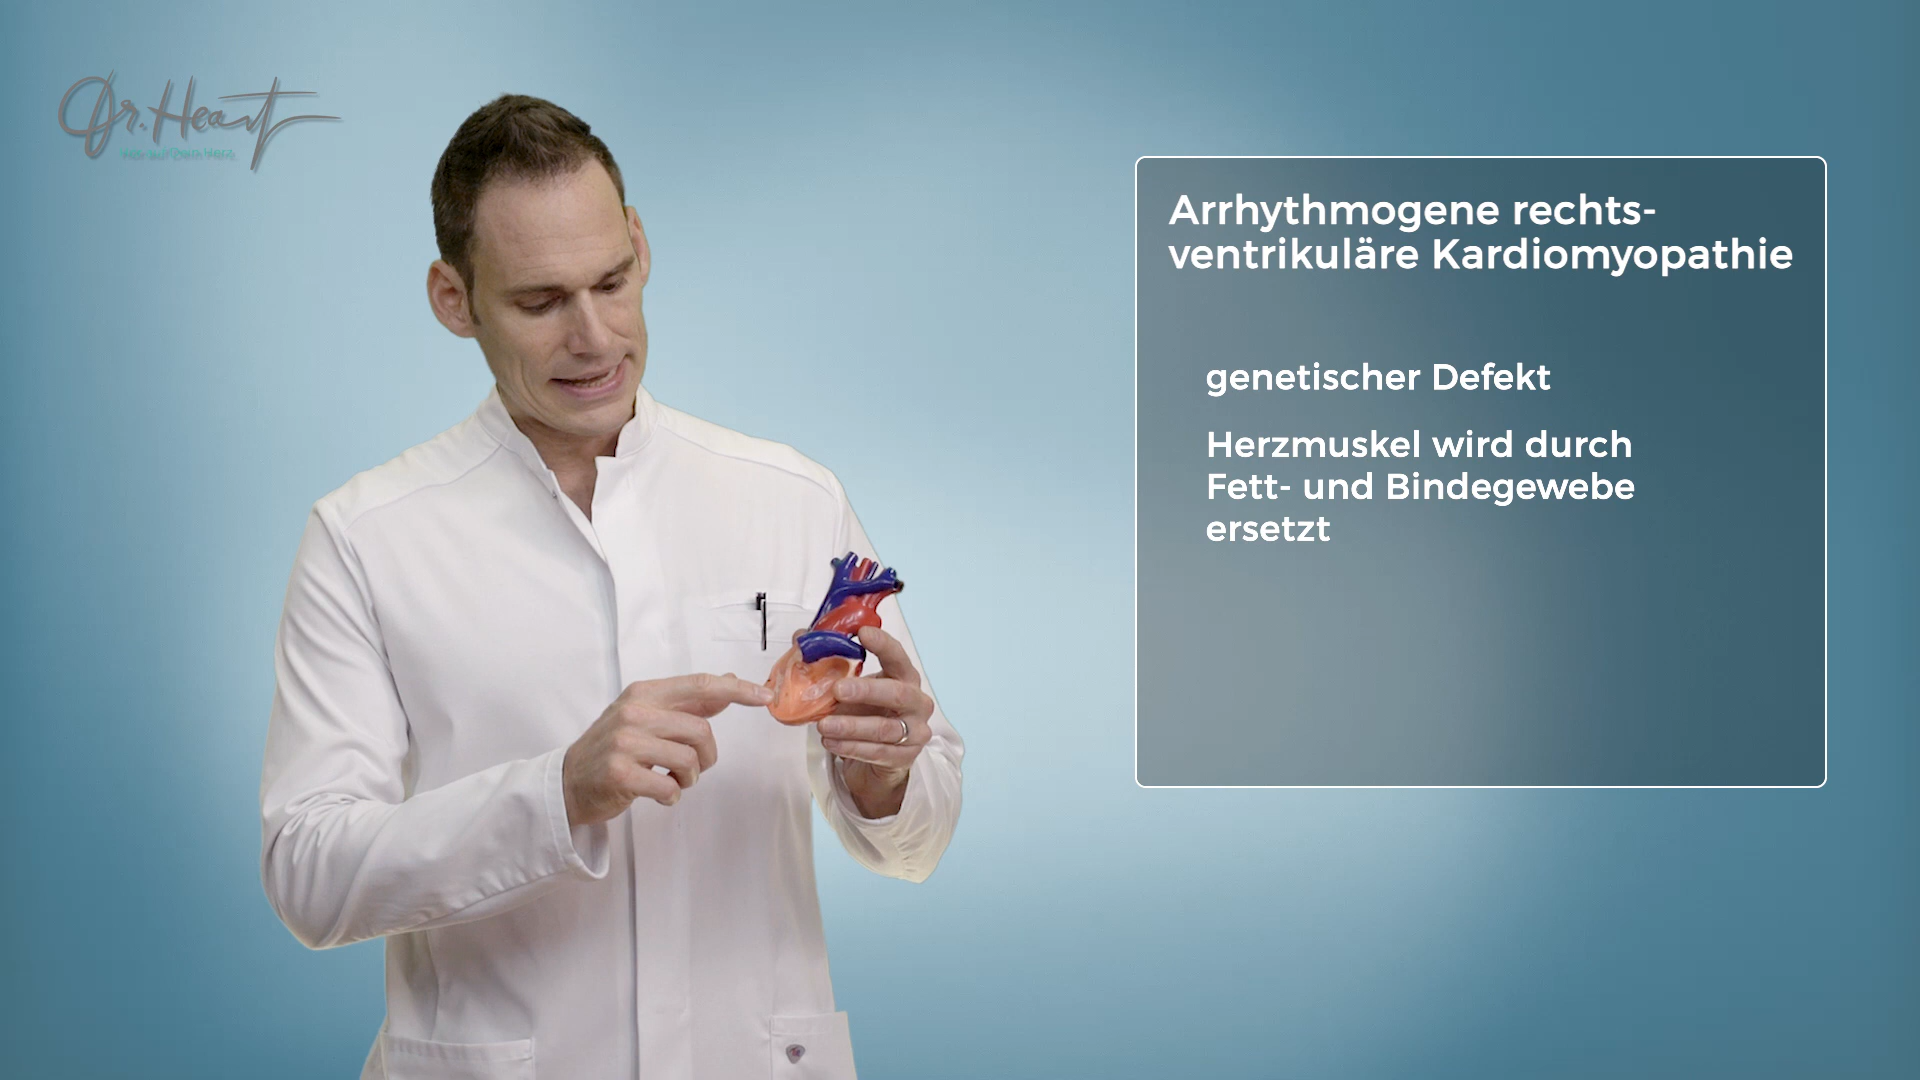 Dr. Heart
Arrhythmogene rechts-
ventrikuläre Kardiomyopathie
genetischer Defekt
Herzmuskel wird durch
Fett- und Bindegewebe
ersetzt